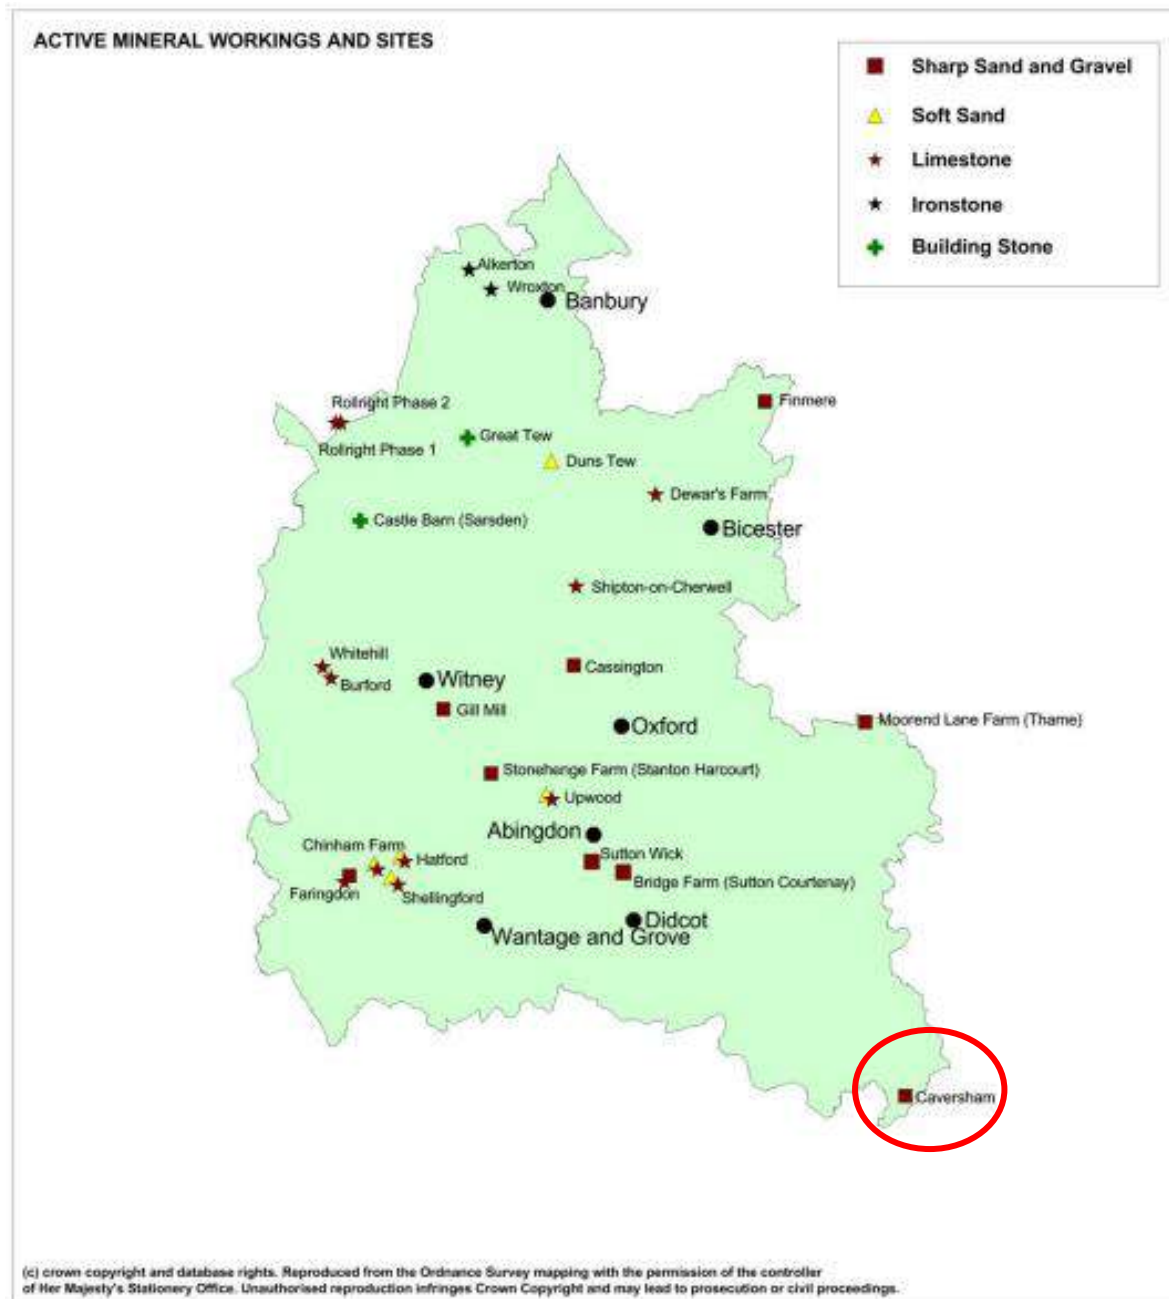 ACTIVE MINERAL WORKINGS AND SITES
Sharp Sand and Gravel
Soft Sand
Limestone
Ironstone
Building Stone
Alkerton
Wroxton
Banbury
Rollright Phase 2
Finmere
Great Tew
Rollright Phase 1
Duns Tew
Dewar's Farm
Castle Barn (Sarsden)
Bicester
Shipton-on-Cherwell
Whitehill
Cassington
Witney
Burford
Gill Mill
Moorend Lane Farm (Thame)
Oxford
Stonehenge Farm (Stanton Harcourt)
Upwood
Abingdon
Chinham Farm
Sutton Wick
Hatford
Bridge Farm (Sutton Courtenay)
Faringdon
Shellingford
Didcot
Wantage and Grove
Caversham
(c) crown copyright and database rights. Reproduced from the Ordnance Survey mapping with the permission of the controller
of Her Majesty's Stationery Office. Unauthorised reproduction infringes Crown Copyright and may lead to prosecution or civil proceedings.